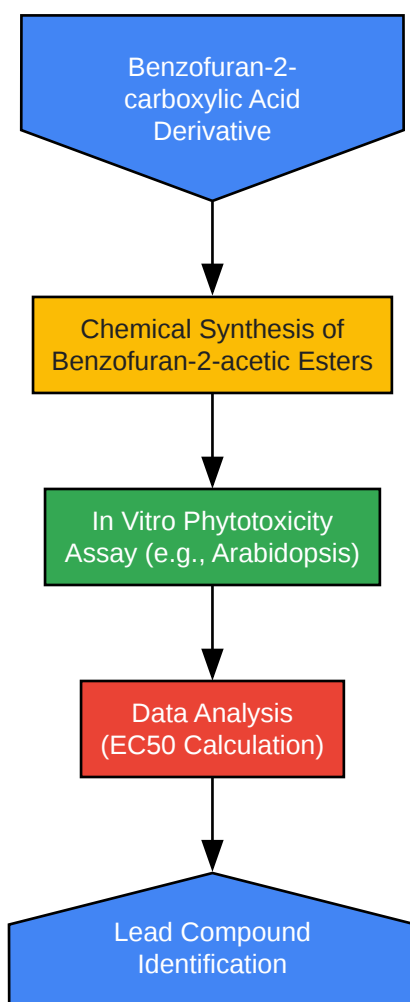 Benzofuran-2-
carboxylic Acid
Derivative
Chemical Synthesis of
Benzofuran-2-acetic Esters
In Vitro Phytotoxicity
Assay (e.g., Arabidopsis)
Data Analysis
(EC50 Calculation)
Lead Compound
Identification